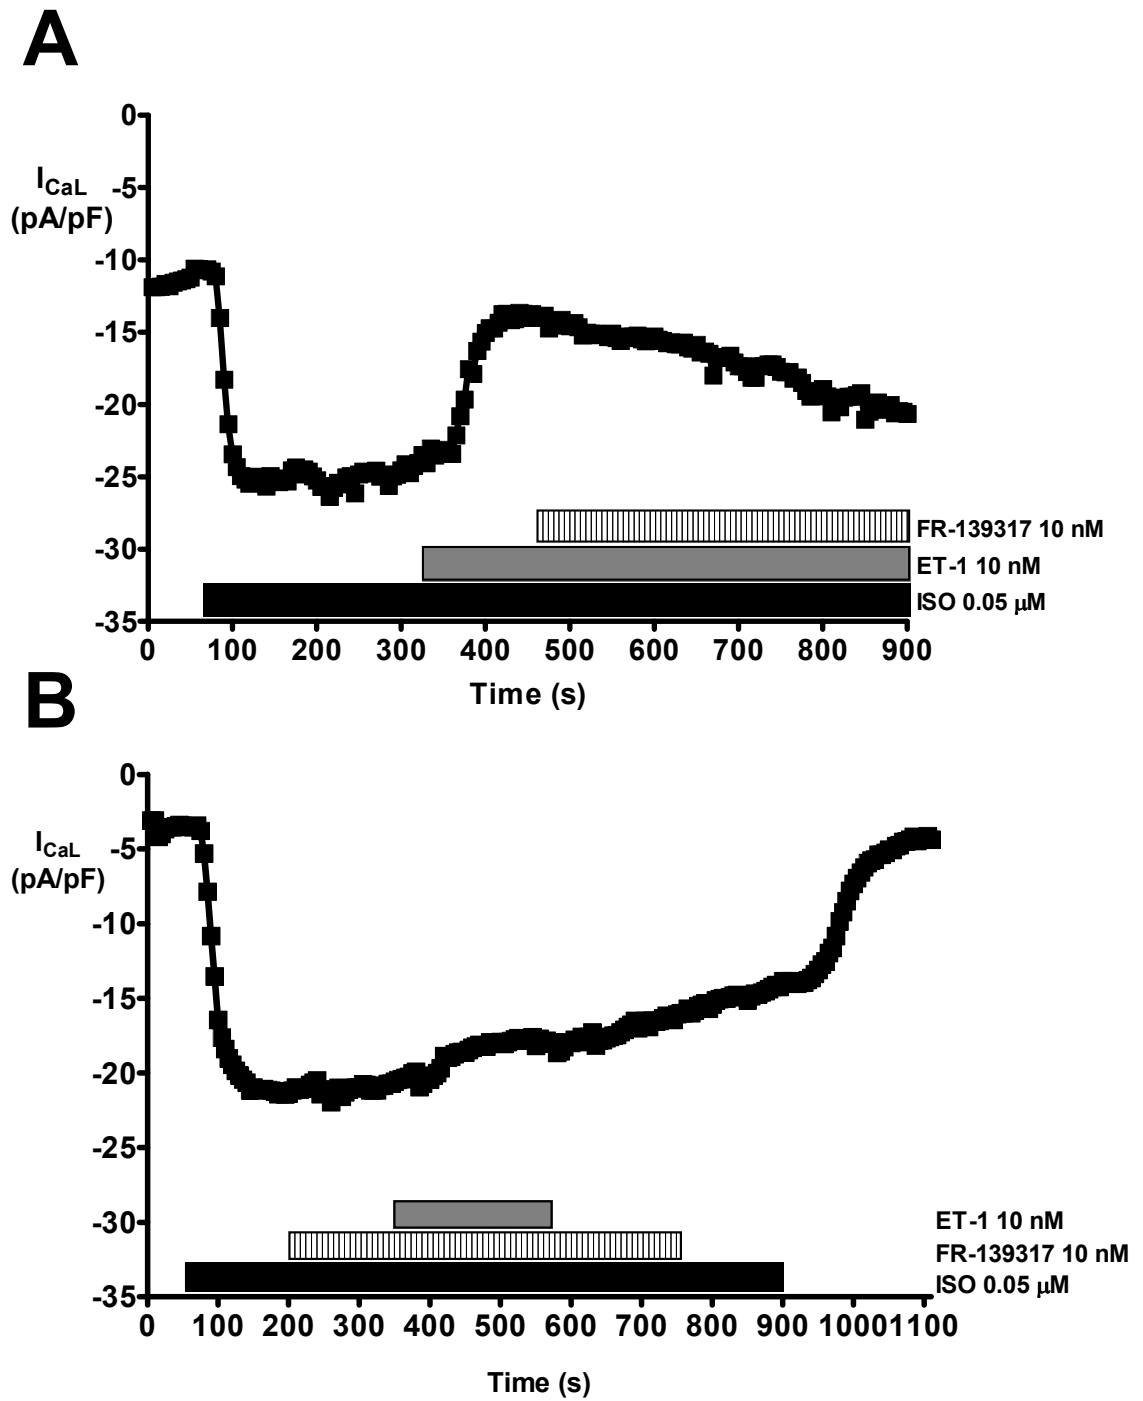 A
0
I_CaL
(pA/pF)
-5
-10
-15
-20
-25
-30
-35
FR-139317 10 nM
ET-1 10 nM
ISO 0.05 μM
0 100 200 300 400 500 600 700 800 900
Time (s)
B
0
I_CaL
(pA/pF)
-5
-10
-15
-20
-25
-30
-35
ET-1 10 nM
FR-139317 10 nM
ISO 0.05 μM
0 100 200 300 400 500 600 700 800 900 1000 1100
Time (s)